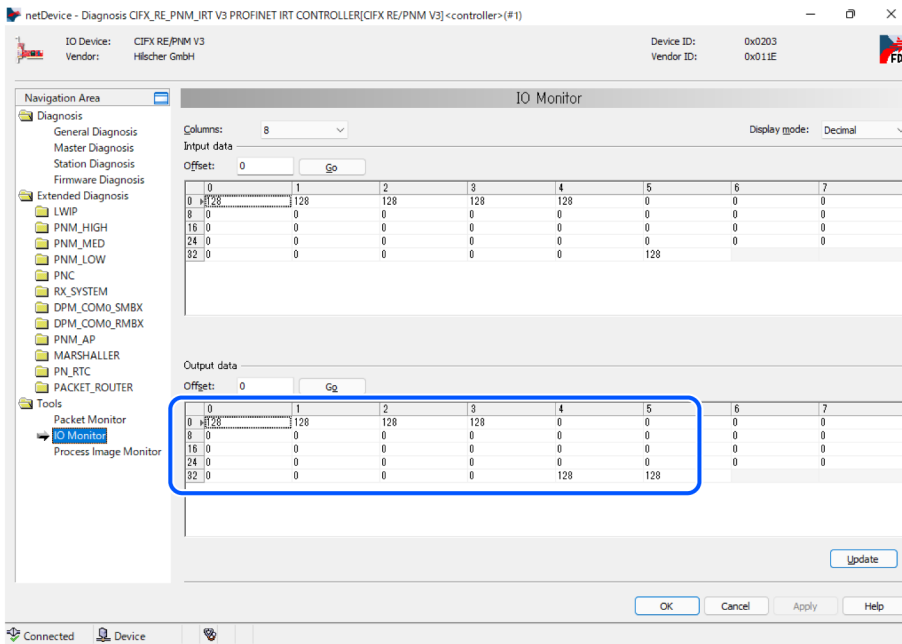 netDevice - Diagnosis CIFX_RE_PNM_IRT V3 PROFINET IRT CONTROLLER[CIFX RE/PNM V3]<controller>(#1)
IO Device: CIFX RE/PNM V3 Device ID: 0x0203
Vendor: Hilscher GmbH Vendor ID: 0x011E
FD
Navigation Area
IO Monitor
Diagnosis
General Diagnosis
Master Diagnosis
Station Diagnosis
Firmware Diagnosis
Extended Diagnosis
LWIP
PNM_HIGH
PNM_MED
PNM_LOW
PNC
RX_SYSTEM
DPM_COM0_SMBX
DPM_COM0_RMBX
PNM_AP
MARSHALLER
PN_RTC
PACKET_ROUTER
Tools
Packet Monitor
IO Monitor
Process Image Monitor
Columns: 8 Display mode: Decimal
Intput data
Offset: 0 Go
0 1 2 3 4 5 6 7
0 128 128 128 128 128 0 0 0
8 0 0 0 0 0 0 0 0
16 0 0 0 0 0 0 0 0
24 0 0 0 0 0 0 0 0
32 0 0 0 0 0 128
Output data
Offset: 0 Go
0 1 2 3 4 5 6 7
0 128 128 128 128 0 0 0 0
8 0 0 0 0 0 0 0 0
16 0 0 0 0 0 0 0 0
24 0 0 0 0 0 0 0 0
32 0 0 0 0 128 128
Update
OK Cancel Apply Help
Connected Device